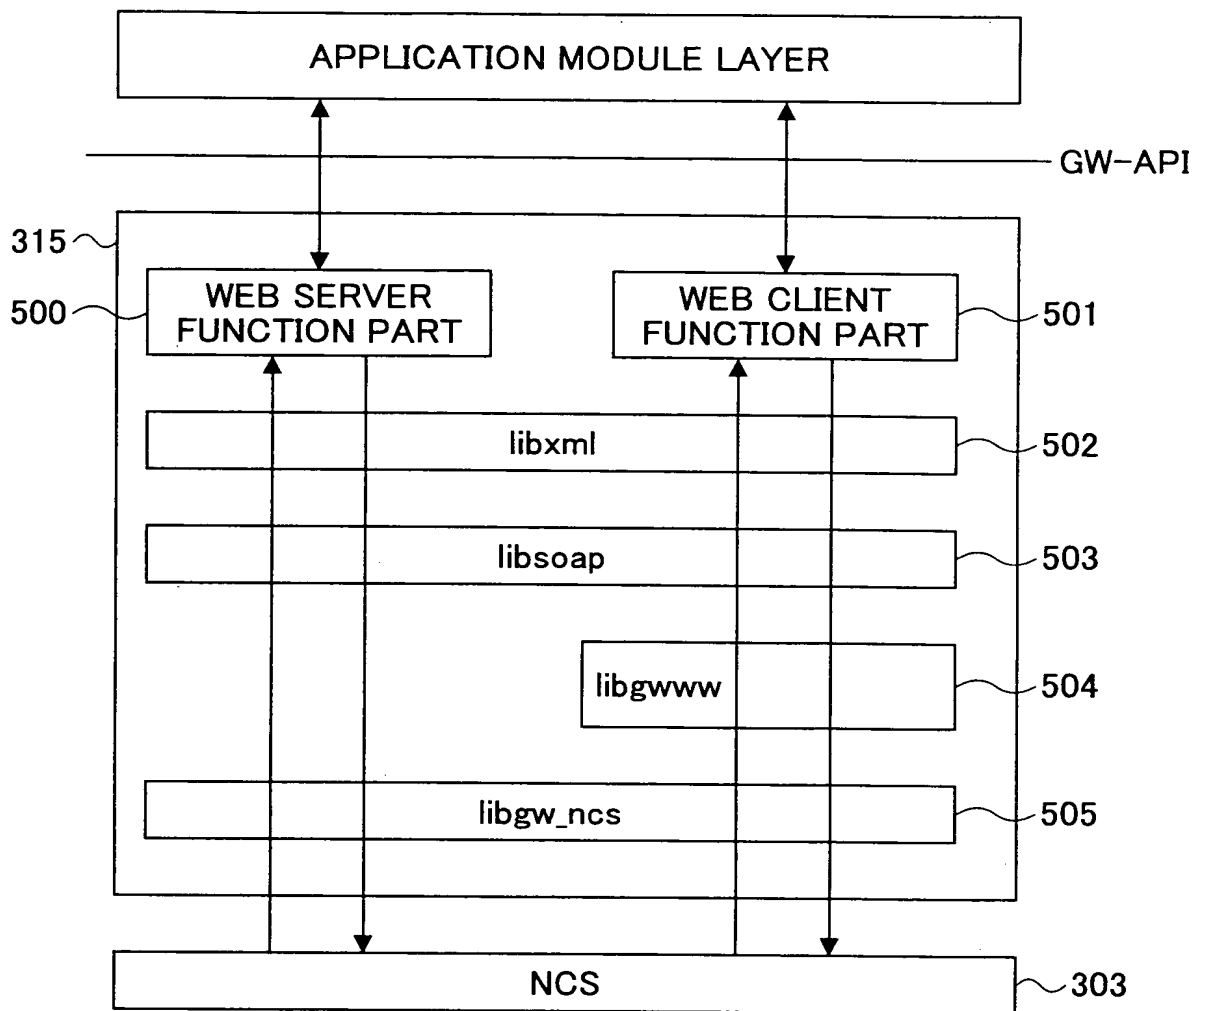 APPLICATION MODULE LAYER
GW-API
315
500
WEB SERVER
FUNCTION PART
WEB CLIENT
FUNCTION PART
501
libxml
502
libsoap
503
libgwww
504
libgw_ncs
505
NCS
303